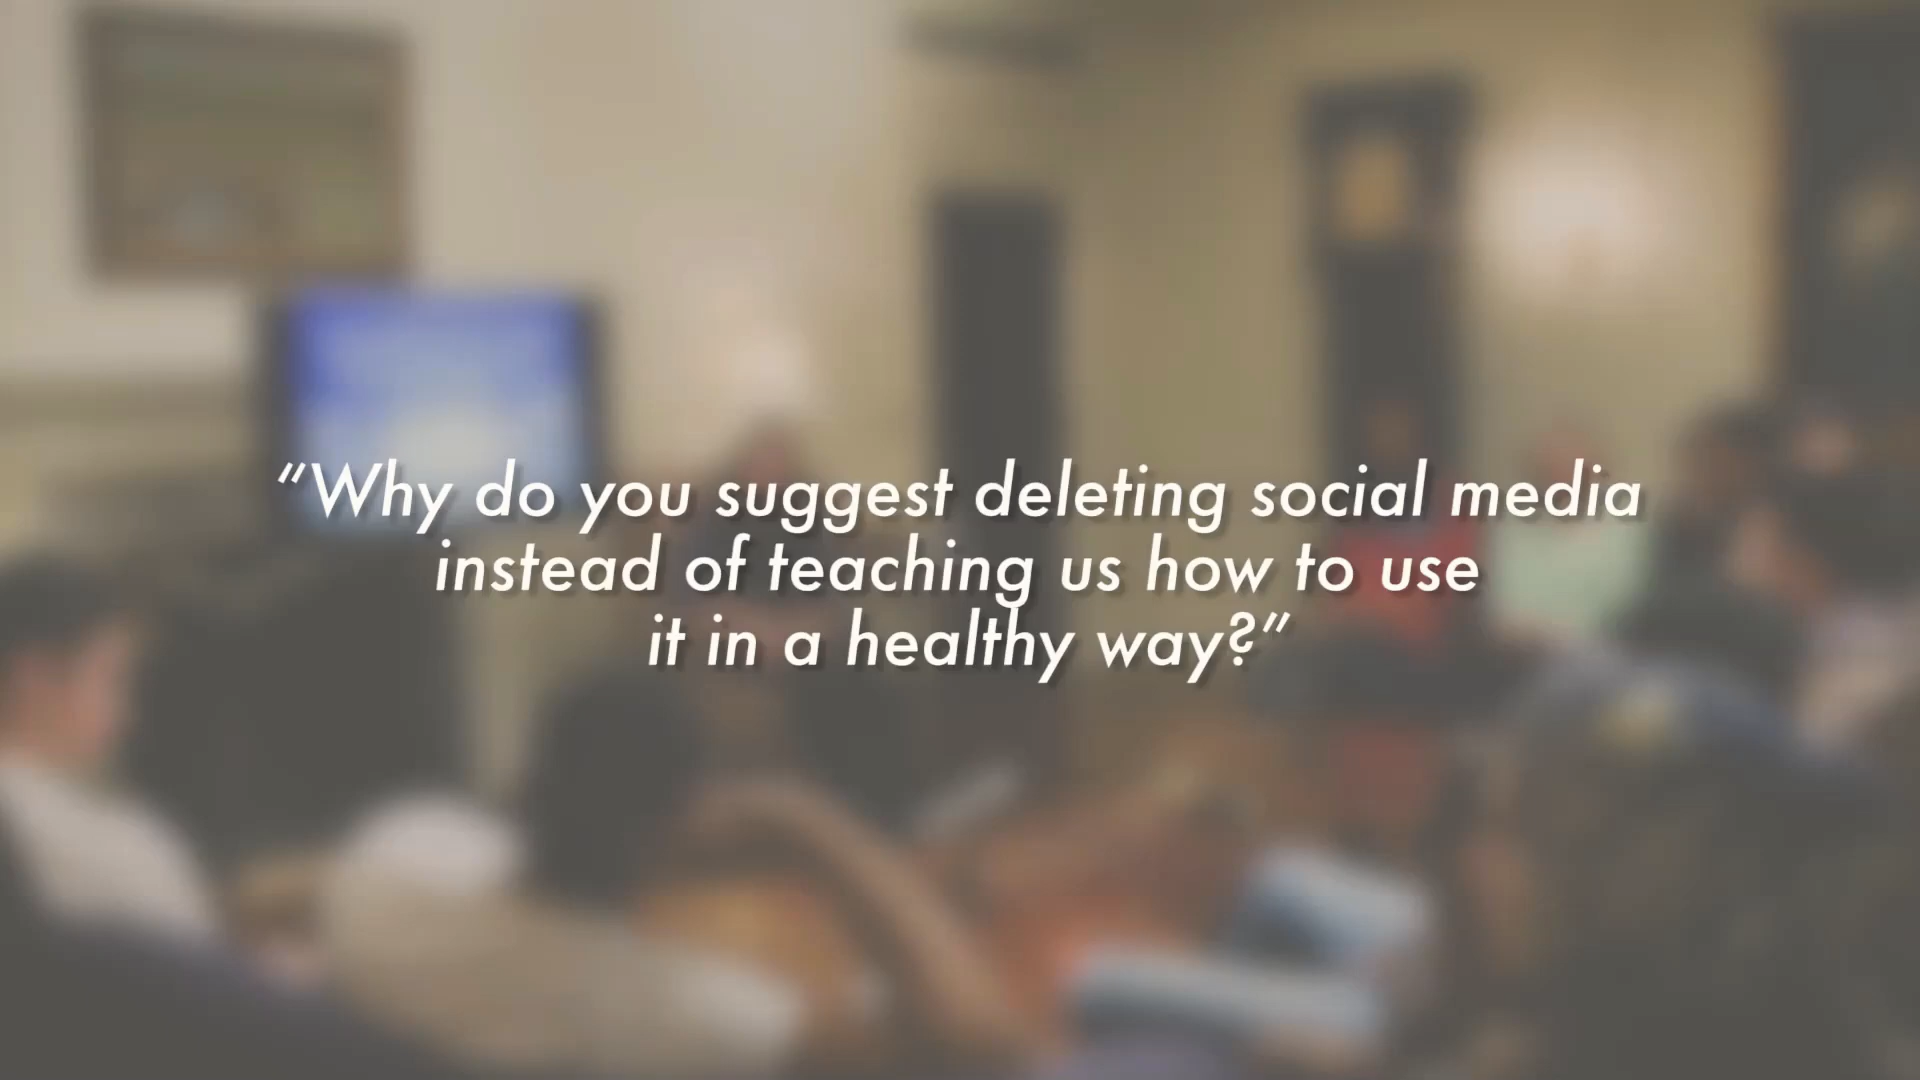 “Why do you suggest deleting social media
instead of teaching us how to use
it in a healthy way?”